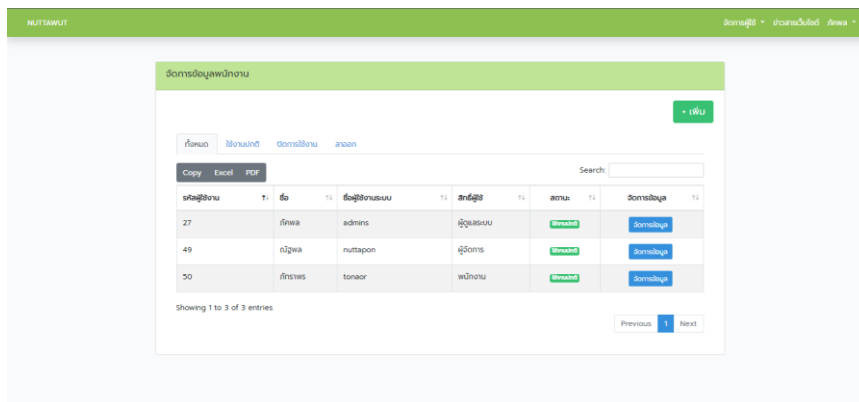 NUTTAWUT จัดการผู้ใช้ ข่าวสารเว็บไซต์ ภัคพล
จัดการข้อมูลพนักงาน
+ เพิ่ม
ทั้งหมด ใช้งานปกติ ปิดการใช้งาน ลาออก
Copy Excel PDF Search:
รหัสผู้ใช้งาน ชื่อ ชื่อผู้ใช้งานระบบ สิทธิ์ผู้ใช้ สถานะ จัดการข้อมูล
27 ภัคพล admins ผู้ดูแลระบบ ใช้งานปกติ จัดการข้อมูล
49 ณัฐพล nuttapon ผู้จัดการ ใช้งานปกติ จัดการข้อมูล
50 ภัทราพร tonaor พนักงาน ใช้งานปกติ จัดการข้อมูล
Showing 1 to 3 of 3 entries
Previous 1 Next